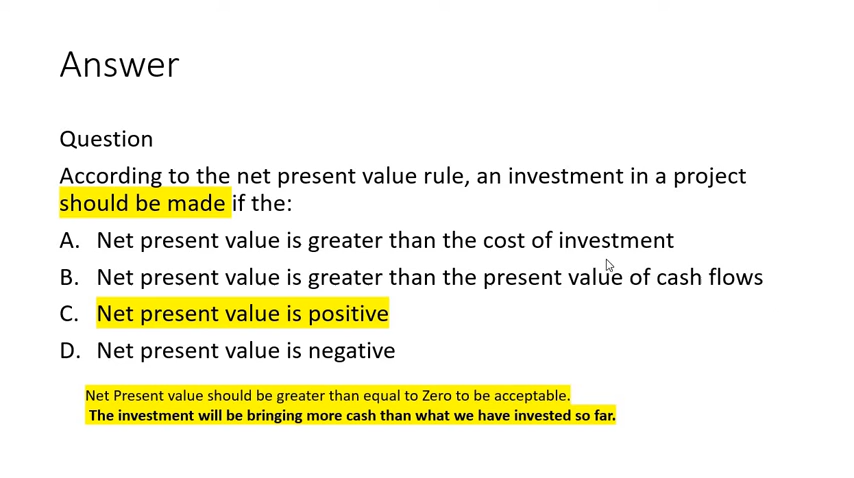 Answer
Question
According to the net present value rule, an investment in a project
should be made if the:
A. Net present value is greater than the cost of investment
B. Net present value is greater than the present value of cash flows
C. Net present value is positive
D. Net present value is negative
Net Present value should be greater than equal to Zero to be acceptable.
The investment will be bringing more cash than what we have invested so far.